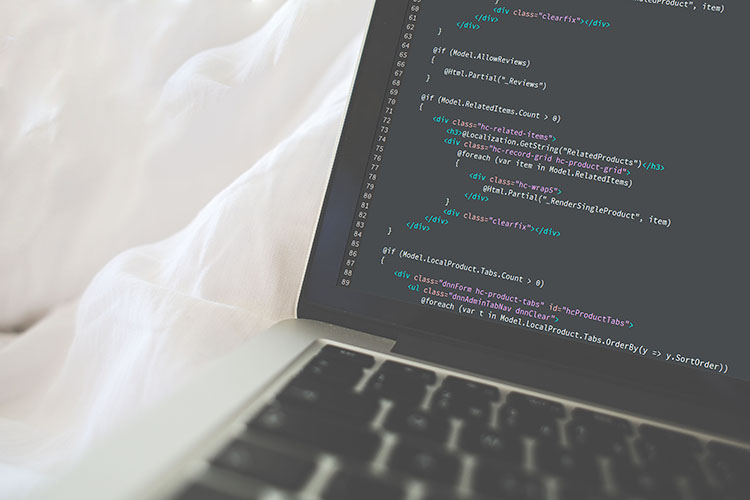 59
60 <div class="clearfix"></div>
61 </div>
62 </div>
63 }
64
65 @if (Model.AllowReviews)
66 {
67 @Html.Partial("_Reviews")
68 }
69
70 @if (Model.RelatedItems.Count > 0)
71 {
72 <div class="hc-related-items">
73 <h3>@Localization.GetString("RelatedProducts")</h3>
74 <div class="hc-record-grid hc-product-grid">
75 @foreach (var item in Model.RelatedItems)
76 {
77 <div class="hc-wrap5">
78 @Html.Partial("_RenderSingleProduct", item)
79 </div>
80 }
81 <div class="clearfix"></div>
82 </div>
83 </div>
84 }
85
86 @if (Model.LocalProduct.Tabs.Count > 0)
87 {
88 <div class="dnnForm hc-product-tabs" id="hcProductTabs">
89 <ul class="dnnAdminTabNav dnnClear">
@foreach (var t in Model.LocalProduct.Tabs.OrderBy(y => y.SortOrder))